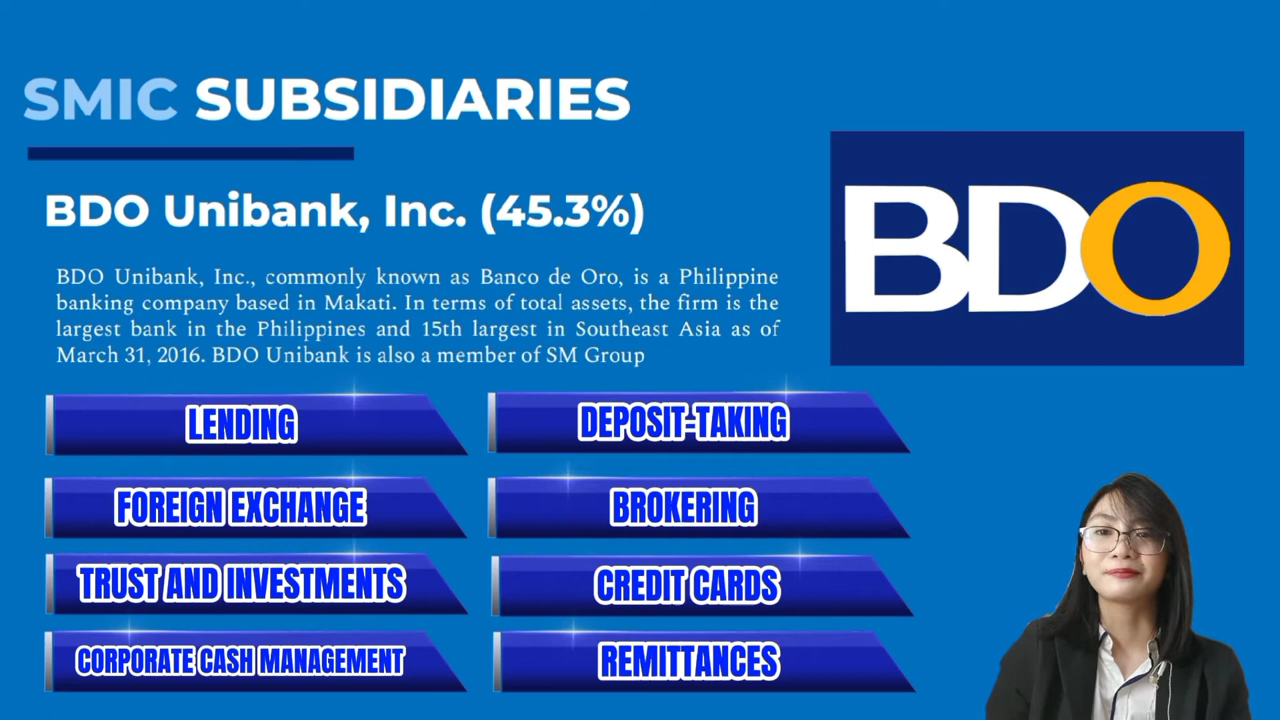 SMIC SUBSIDIARIES
BDO Unibank, Inc. (45.3%)
BDO
BDO Unibank, Inc., commonly known as Banco de Oro, is a Philippine
banking company based in Makati. In terms of total assets, the firm is the
largest bank in the Philippines and 15th largest in Southeast Asia as of
March 31, 2016. BDO Unibank is also a member of SM Group
LENDING
DEPOSIT-TAKING
FOREIGN EXCHANGE
BROKERING
TRUST AND INVESTMENTS
CREDIT CARDS
CORPORATE CASH MANAGEMENT
REMITTANCES